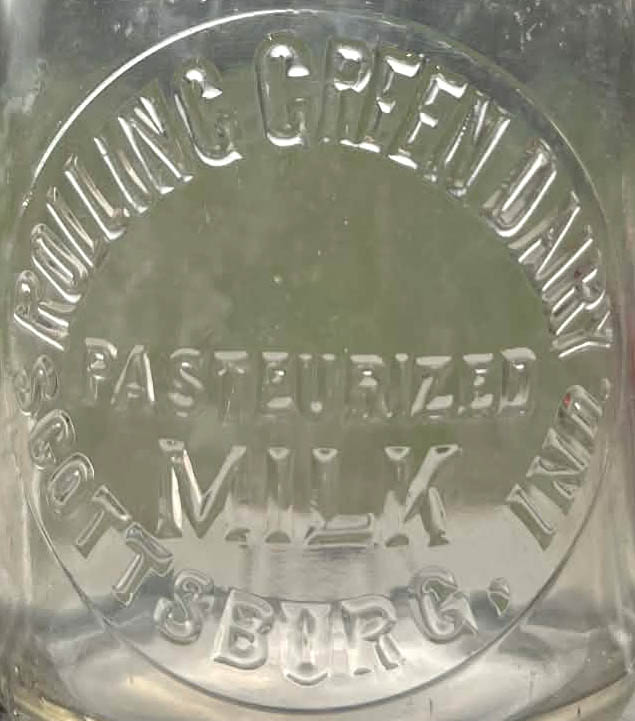 ROLLING GREEN DAIRY
PASTEURIZED
MILK
SCOTTSBURG, IND.